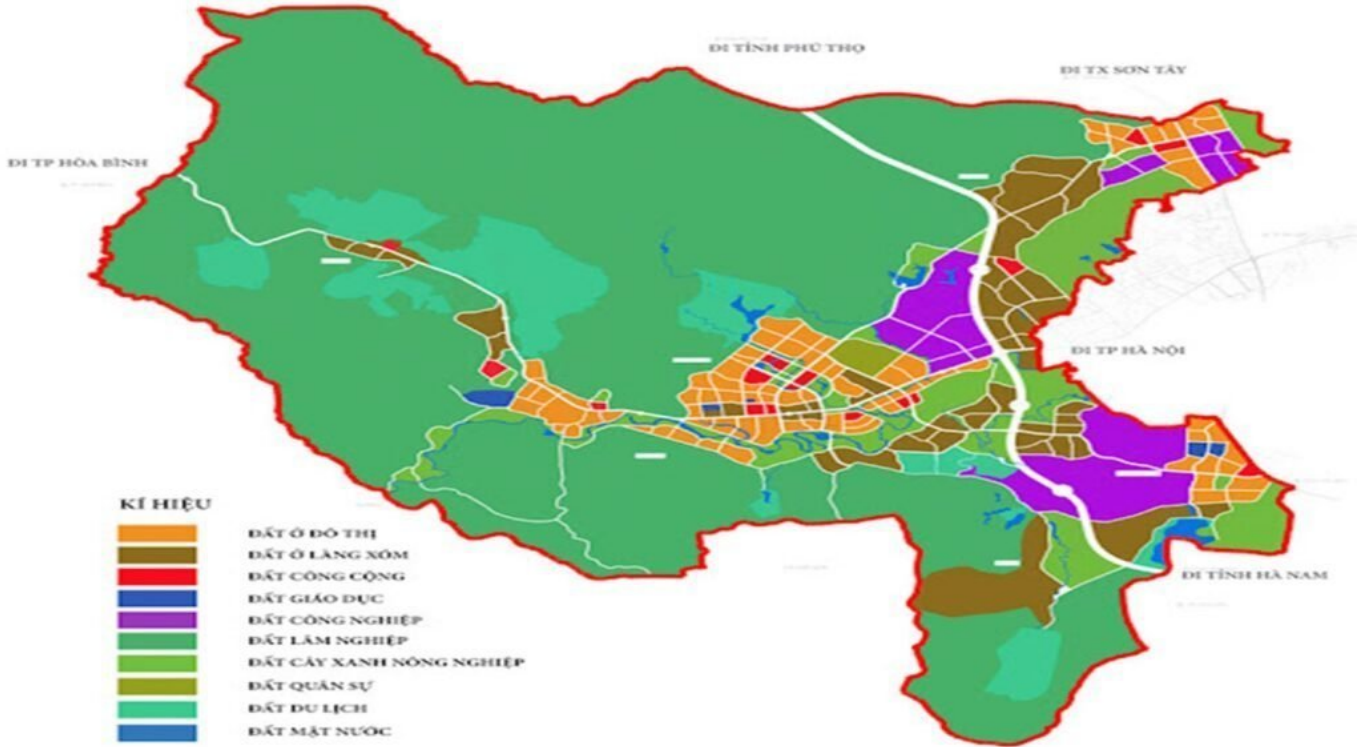 ĐI TỈNH PHÚ THỌ
ĐI TX SƠN TÂY
ĐI TP HÒA BÌNH
ĐI TP HÀ NỘI
ĐI TỈNH HÀ NAM
KÍ HIỆU
ĐẤT Ở ĐÔ THỊ
ĐẤT Ở LÀNG XÓM
ĐẤT CÔNG CỘNG
ĐẤT GIÁO DỤC
ĐẤT CÔNG NGHIỆP
ĐẤT LÂM NGHIỆP
ĐẤT CÂY XANH NÔNG NGHIỆP
ĐẤT QUÂN SỰ
ĐẤT DU LỊCH
ĐẤT MẶT NƯỚC